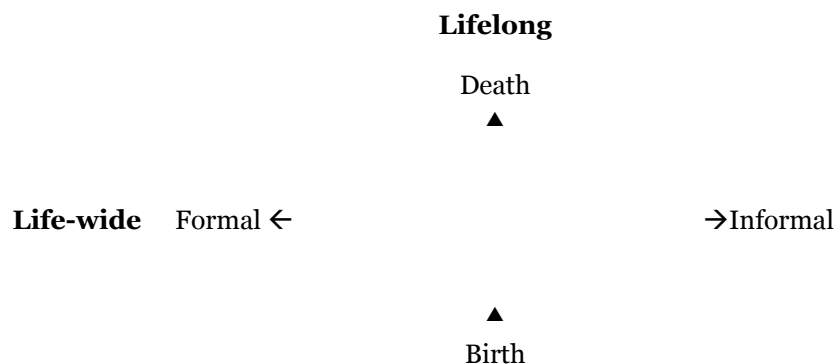 Lifelong
Death
▲
Life-wide Formal ← →Informal
▲
Birth